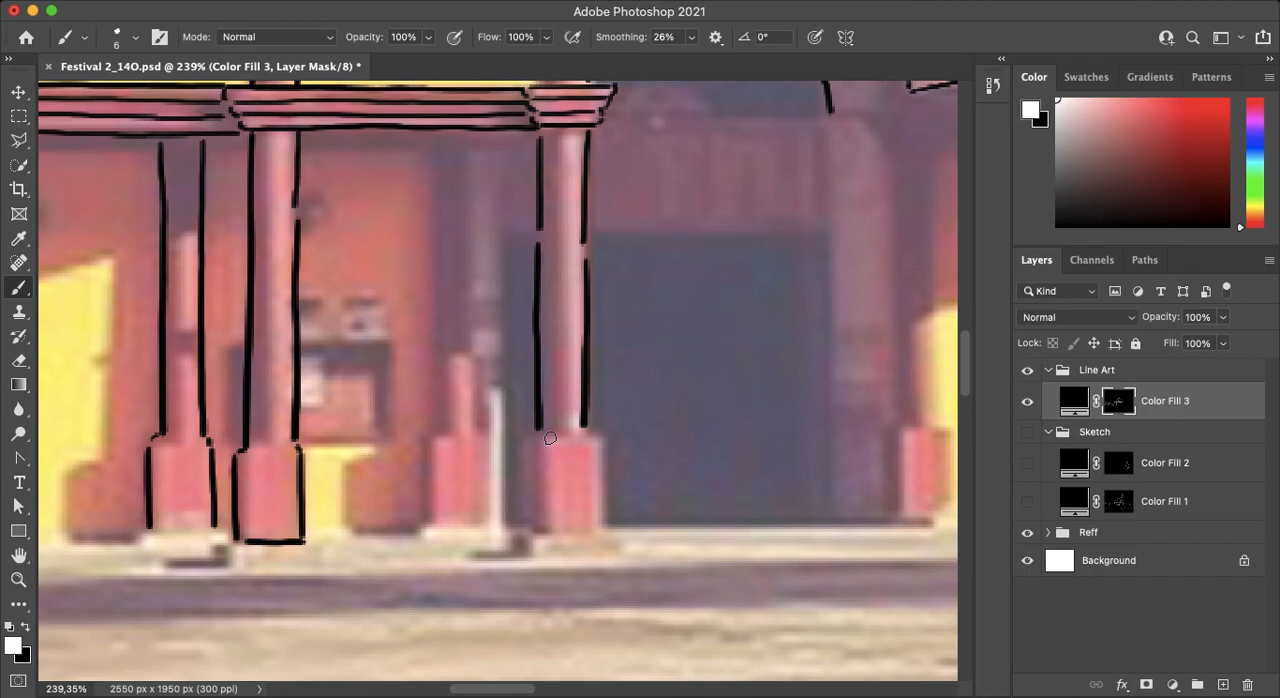 Adobe Photoshop 2021
6
Mode: Normal
Opacity: 100%
Flow: 100%
Smoothing: 26%
0°
Festival 2_14O.psd @ 239% (Color Fill 3, Layer Mask/8) *
Color
Swatches
Gradients
Patterns
Layers
Channels
Paths
Kind
Normal
Opacity: 100%
Lock:
Fill: 100%
Line Art
Color Fill 3
Sketch
Color Fill 2
Color Fill 1
Reff
Background
239,35%
2550 px x 1950 px (300 ppi)
fx